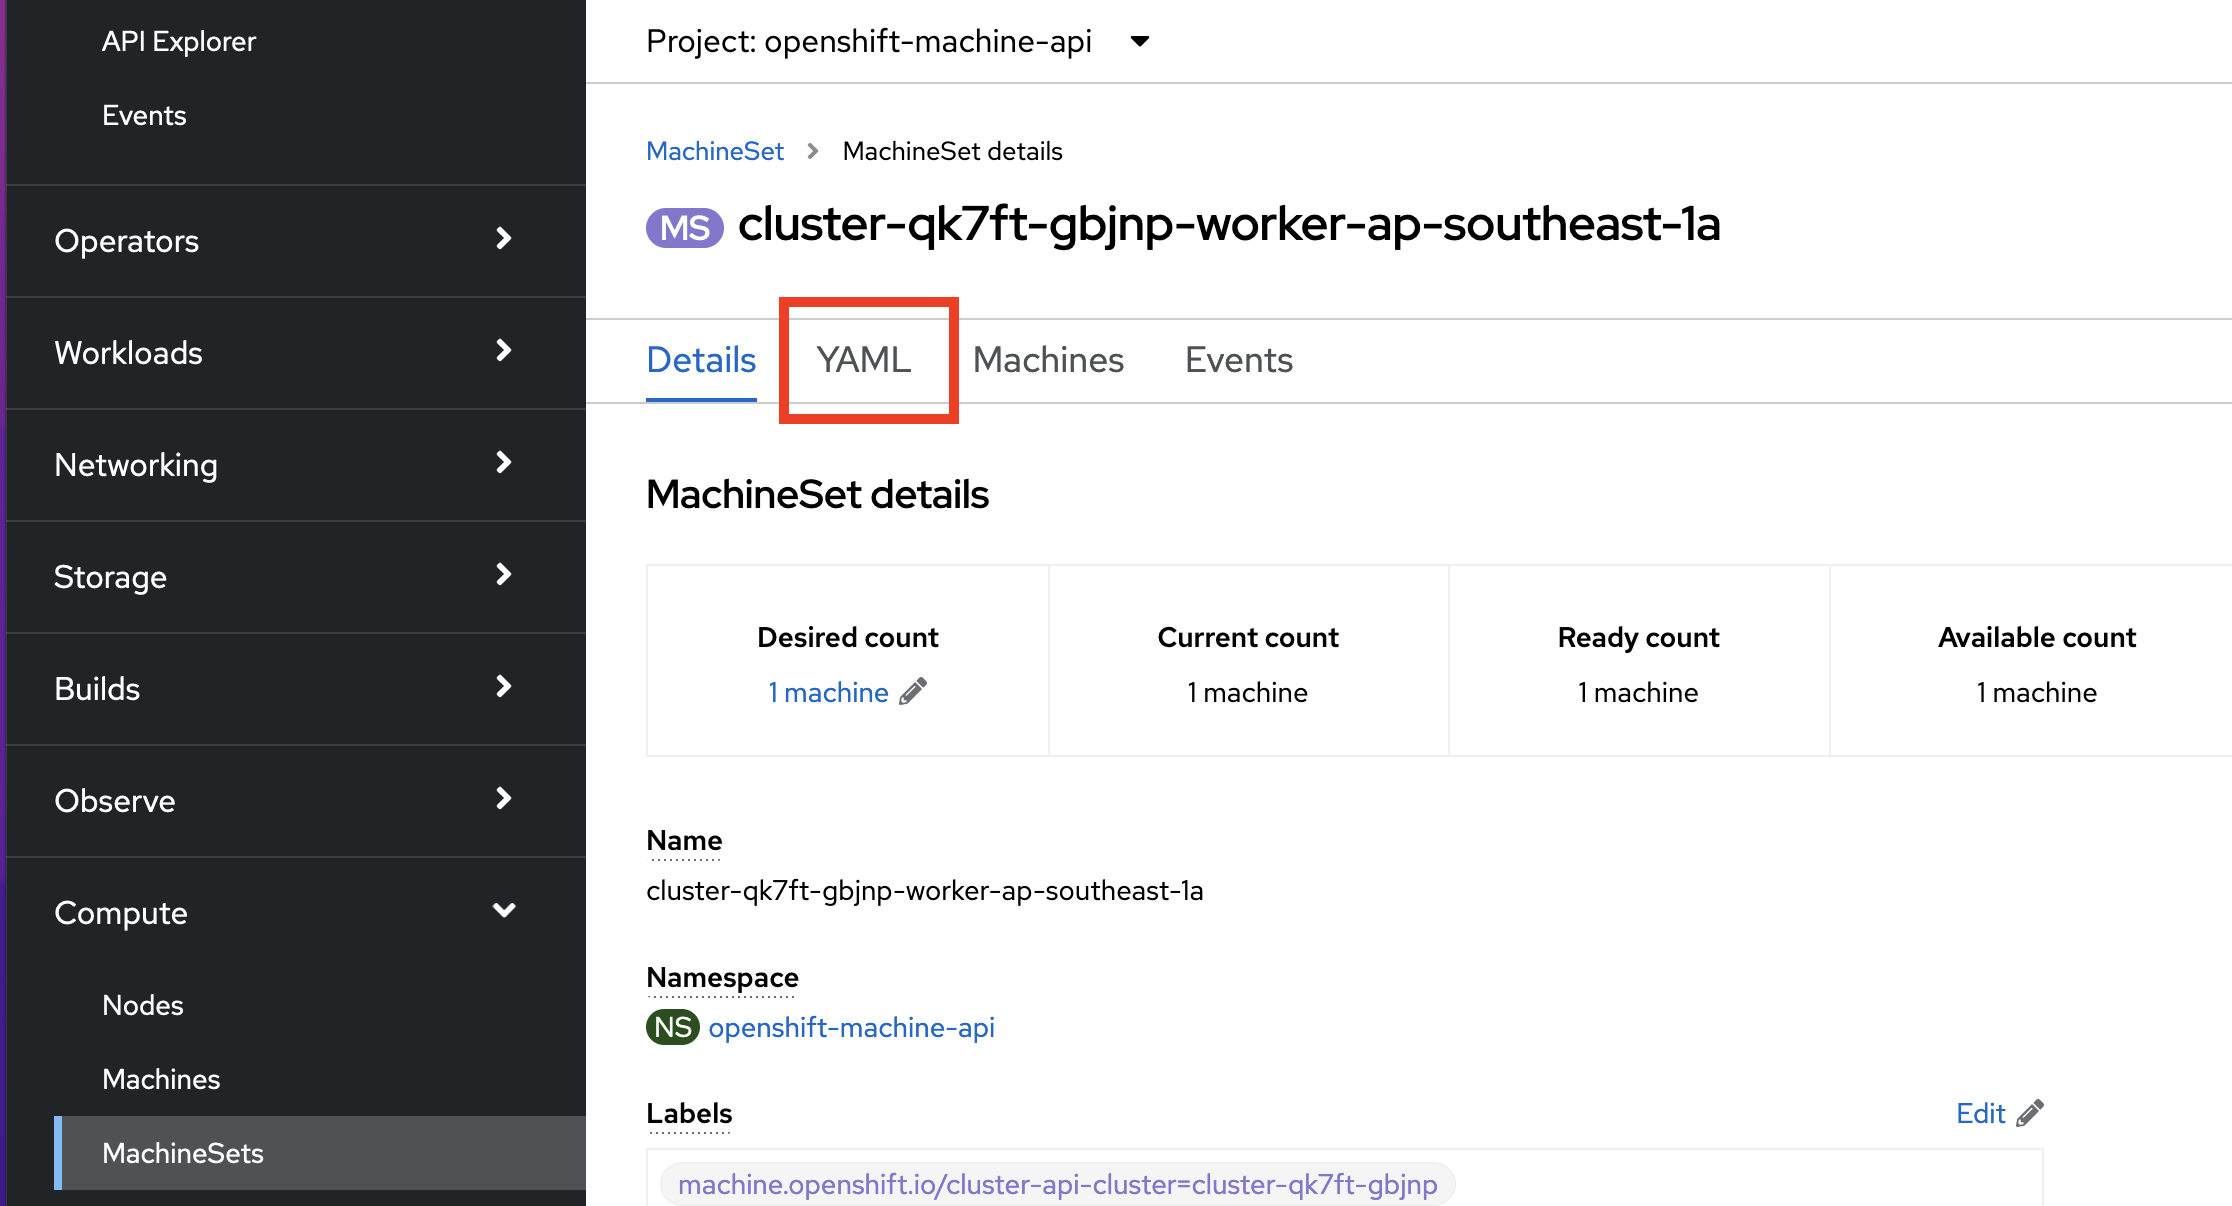 API Explorer
Events
Operators
Workloads
Networking
Storage
Builds
Observe
Compute
Nodes
Machines
MachineSets
Project: openshift-machine-api
MachineSet > MachineSet details
MS cluster-qk7ft-gbjnp-worker-ap-southeast-1a
Details YAML Machines Events
MachineSet details
Desired count Current count Ready count Available count
1 machine 1 machine 1 machine 1 machine
Name
cluster-qk7ft-gbjnp-worker-ap-southeast-1a
Namespace
NS openshift-machine-api
Labels Edit
machine.openshift.io/cluster-api-cluster=cluster-qk7ft-gbjnp